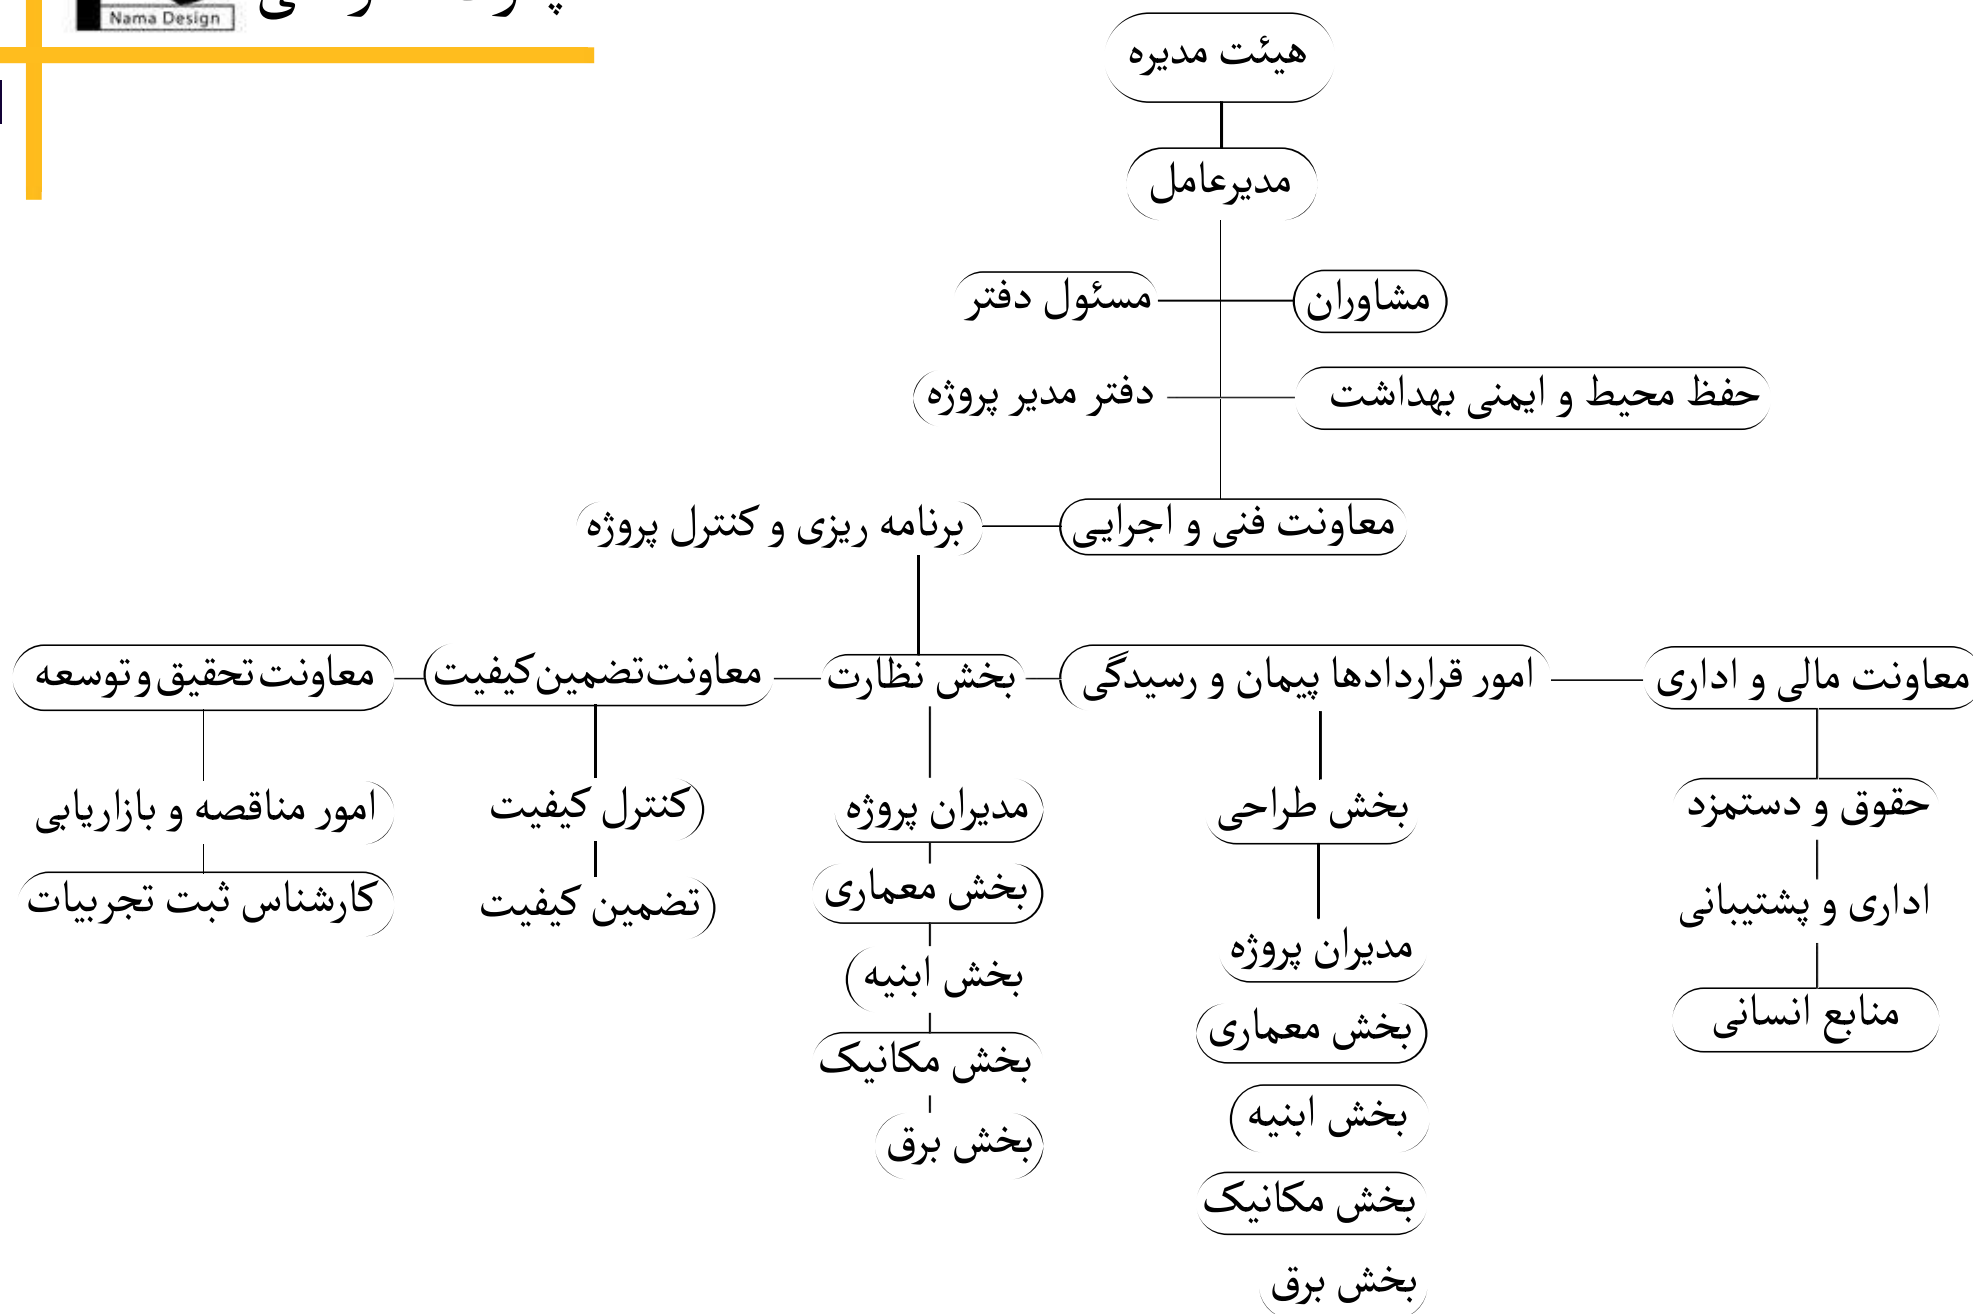 Nama Design
هیئت مدیره
مدیرعامل
مشاوران
مسئول دفتر
حفظ محیط و ایمنی بهداشت
دفتر مدیر پروژه
معاونت فنی و اجرایی
برنامه ریزی و کنترل پروژه
معاونت مالی و اداری
امور قراردادها پیمان و رسیدگی
بخش نظارت
معاونت تضمین کیفیت
معاونت تحقیق و توسعه
حقوق و دستمزد
اداری و پشتیبانی
منابع انسانی
بخش طراحی
مدیران پروژه
بخش معماری
بخش ابنیه
بخش مکانیک
بخش برق
مدیران پروژه
بخش معماری
بخش ابنیه
بخش مکانیک
بخش برق
کنترل کیفیت
تضمین کیفیت
امور مناقصه و بازاریابی
کارشناس ثبت تجربیات